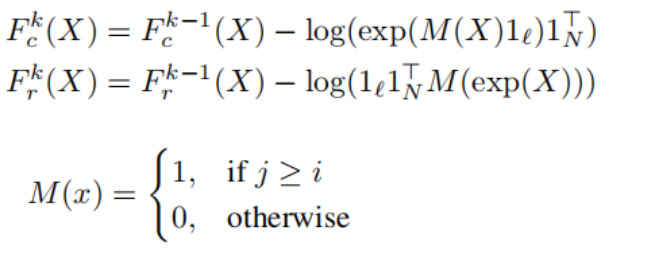 F_c^k(X) = F_c^{k-1}(X) − log(exp(M(X)1_ℓ)1_N^⊤)
F_r^k(X) = F_r^{k-1}(X) − log(1_ℓ1_N^⊤M(exp(X)))
M(x) = { 1, if j ≥ i
0, otherwise